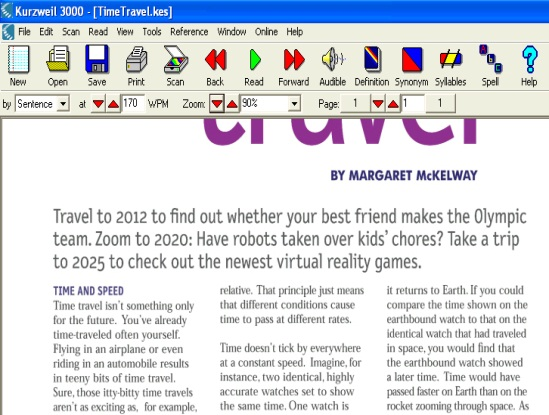 Kurzweil 3000 - [TimeTravel.kes]
File Edit Scan Read View Tools Reference Window Online Help
New Open Save Print Scan Back Read Forward Audible Definition Synonym Syllables Spell Help
by Sentence at 170 WPM Zoom: 90% Page: 1 1 1
travel
BY MARGARET McKELWAY
Travel to 2012 to find out whether your best friend makes the Olympic
team. Zoom to 2020: Have robots taken over kids' chores? Take a trip
to 2025 to check out the newest virtual reality games.
TIME AND SPEED
Time travel isn't something only
for the future. You've already
time-traveled often yourself.
Flying in an airplane or even
riding in an automobile results
in teeny bits of time travel.
Sure, those itty-bitty time travels
aren't as exciting as, for example,
relative. That principle just means
that different conditions cause
time to pass at different rates.
Time doesn't tick by everywhere
at a constant speed. Imagine, for
instance, two identical, highly
accurate watches set to show
the same time. One watch is
it returns to Earth. If you could
compare the time shown on the
earthbound watch to that on the
identical watch that had traveled
in space, you would find that
the earthbound watch showed
a later time. Time would have
passed faster on Earth than on the
rocket zooming through space. As